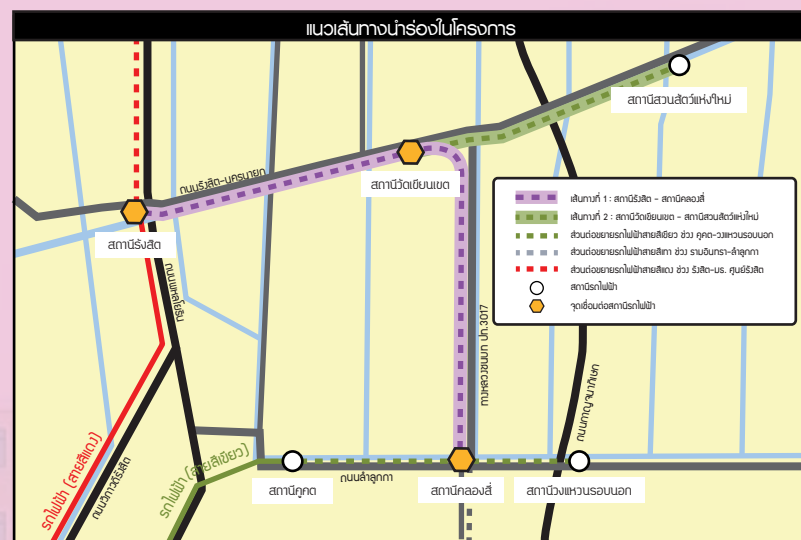 แนวเส้นทางนำร่องในโครงการ
สถานีสวนสัตว์แห่งใหม่
ถนนรังสิต-นครนายก
สถานีวัดเขียนเขต
สถานีรังสิต
ถนนพหลโยธิน
เส้นทางที่ 1 : สถานีรังสิต - สถานีคลองสี่
เส้นทางที่ 2 : สถานีวัดเขียนเขต - สถานีสวนสัตว์แห่งใหม่
ส่วนต่อขยายรถไฟฟ้าสายสีเขียว ช่วง คูคต-วงแหวนรอบนอก
ส่วนต่อขยายรถไฟฟ้าสายสีเทา ช่วง รามอินทรา-ลำลูกกา
ส่วนต่อขยายรถไฟฟ้าสายสีแดง ช่วง รังสิต-มธ. ศูนย์รังสิต
สถานีรถไฟฟ้า
จุดเชื่อมต่อสถานีรถไฟฟ้า
ทางหลวงชนบท ปท.3017
ถนนกาญจนาภิเษก
รถไฟฟ้า (สายสีแดง)
ถนนวิภาวดีรังสิต
รถไฟฟ้า (สายสีเขียว)
ถนนลำลูกกา
สถานีคูคต
สถานีคลองสี่
สถานีวงแหวนรอบนอก